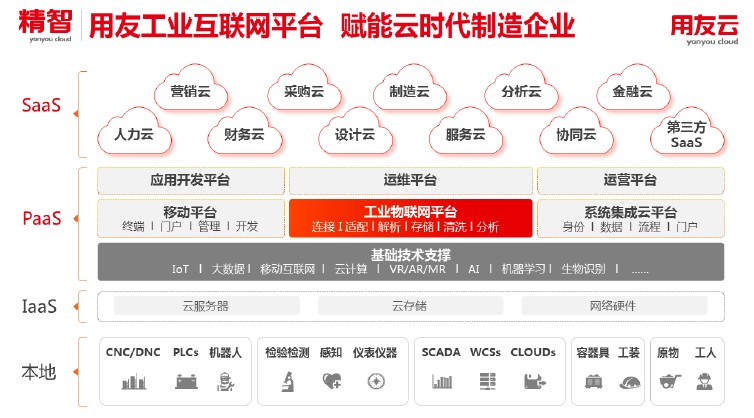 精智
yonyou cloud
用友工业互联网平台 赋能云时代制造企业
用友云
yonyou cloud
SaaS
营销云 采购云 制造云 分析云 金融云
人力云 财务云 设计云 服务云 协同云 第三方
SaaS
PaaS
应用开发平台 运维平台 运营平台
移动平台 工业物联网平台 系统集成云平台
终端 | 门户 | 管理 | 开发 连接 I 适配 | 解析 | 存储 | 清洗 | 分析 身份 | 数据 | 流程 | 门户
基础技术支撑
IoT | 大数据 | 移动互联网 | 云计算 | VR/AR/MR | AI | 机器学习 | 生物识别 | ......
IaaS
云服务器 云存储 网络硬件
本地
CNC/DNC PLCs 机器人 检验检测 感知 仪表仪器 SCADA WCSs CLOUDs 容器具 工装 原物 工人